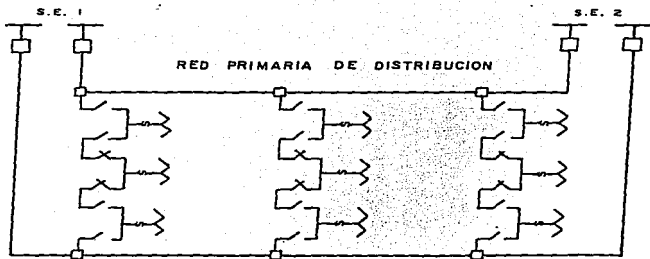 S.E. 1
S.E. 2
RED PRIMARIA DE DISTRIBUCION